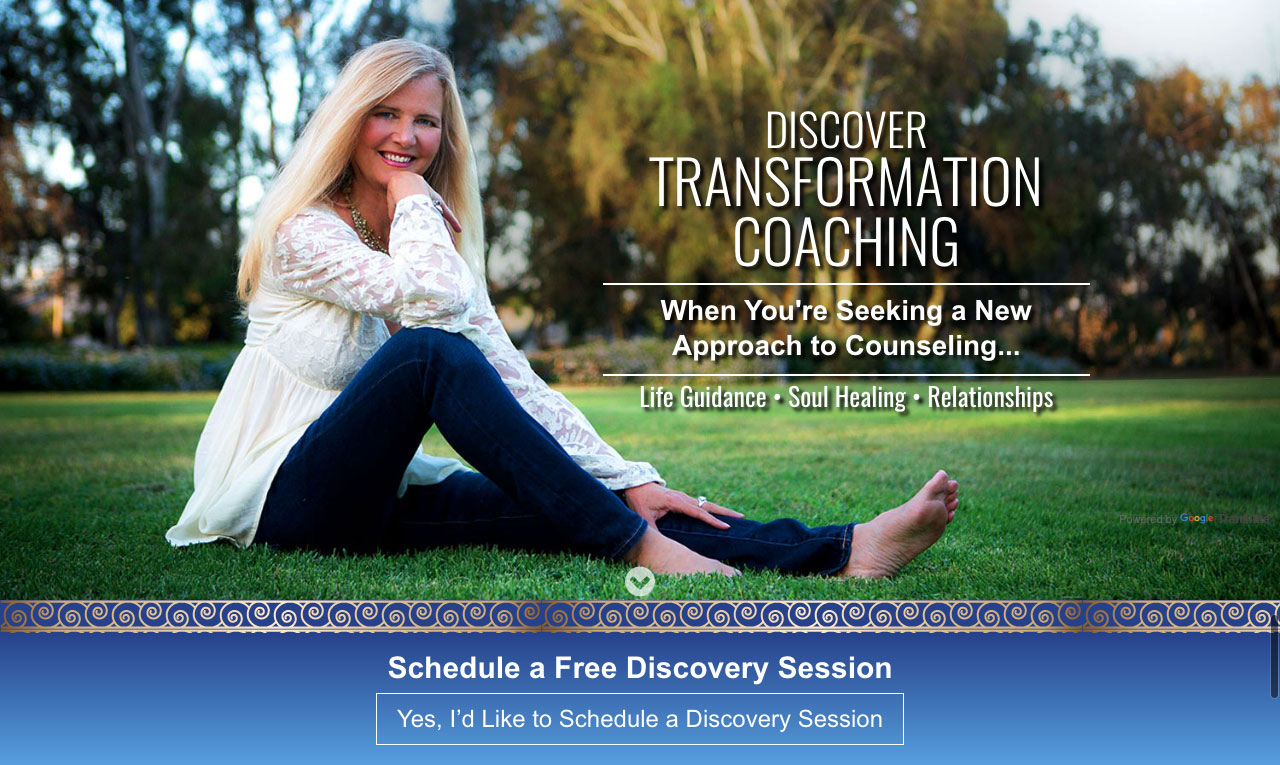 DISCOVER
TRANSFORMATION
COACHING
When You're Seeking a New
Approach to Counseling...
Life Guidance • Soul Healing • Relationships
Powered by Google Translate
Schedule a Free Discovery Session
Yes, I’d Like to Schedule a Discovery Session